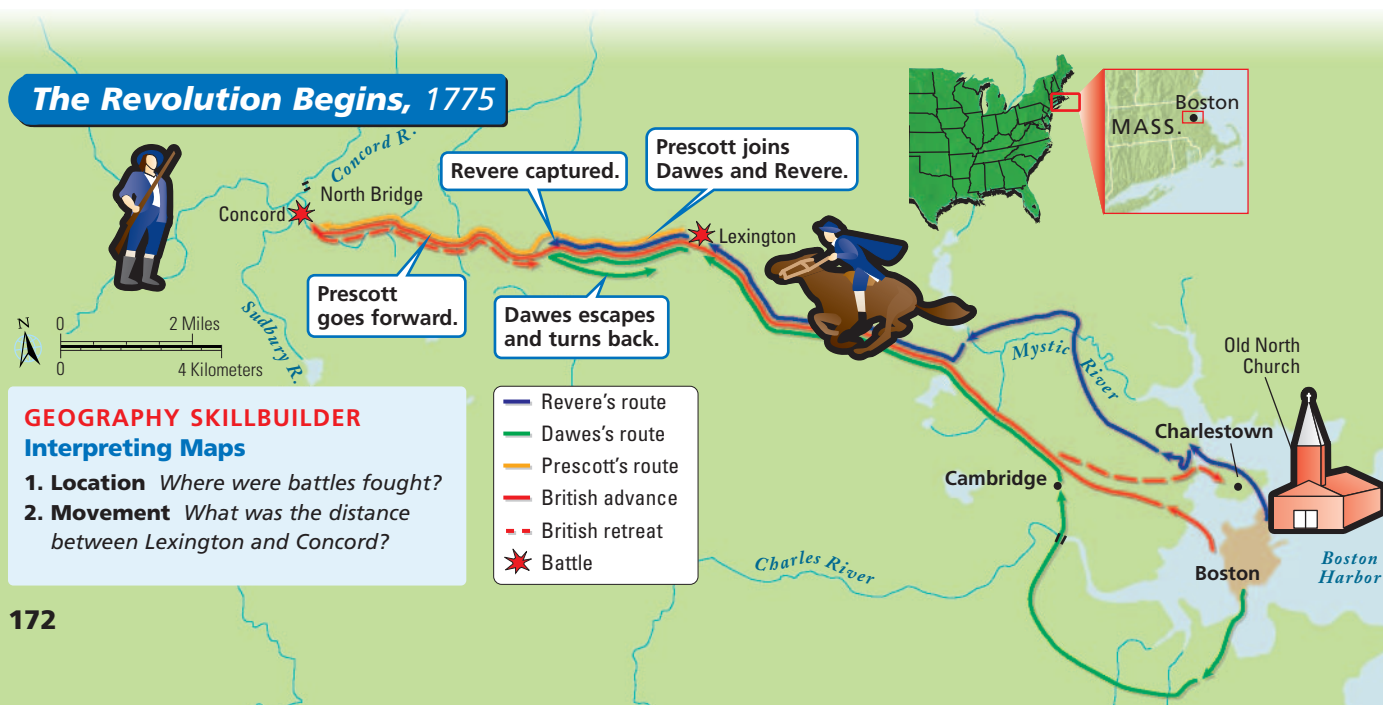 The Revolution Begins, 1775
Boston
MASS.
Concord R.
North Bridge
Concord
Revere captured.
Prescott joins
Dawes and Revere.
Lexington
Prescott
goes forward.
Dawes escapes
and turns back.
N
0 2 Miles
0 4 Kilometers
Sudbury R.
Mystic
River
Old North
Church
Charlestown
Cambridge
Charles River
Boston
Boston
Harbor
GEOGRAPHY SKILLBUILDER
Interpreting Maps
1. Location Where were battles fought?
2. Movement What was the distance
between Lexington and Concord?
Revere's route
Dawes's route
Prescott's route
British advance
British retreat
Battle
172